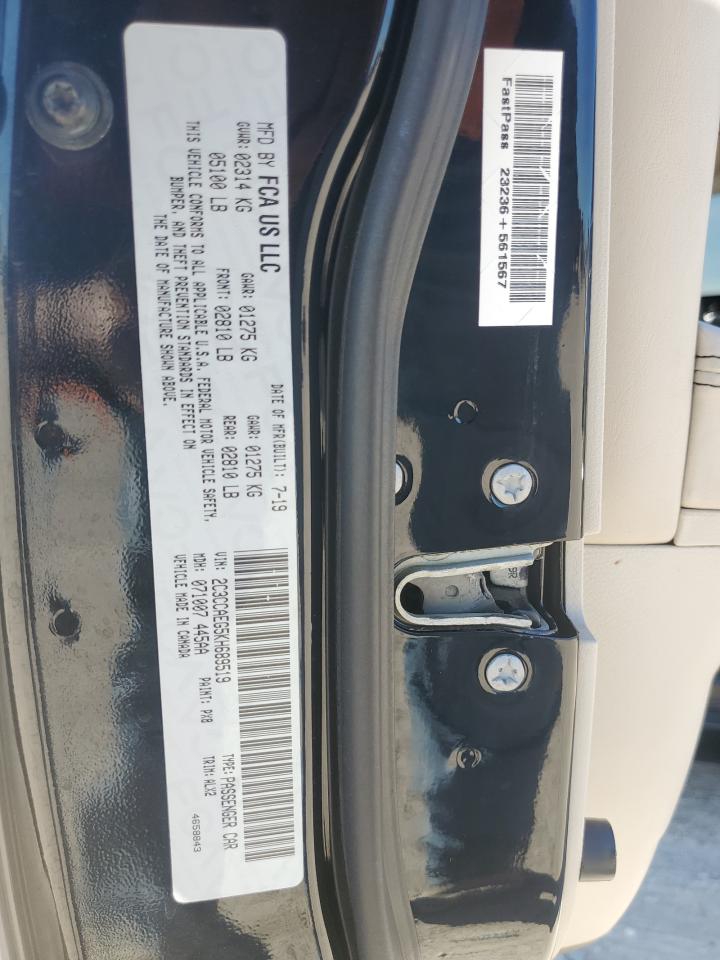 MFD BY FCA US LLC
DATE OF MFR(BUILT): 7-19
GVWR: 02314 KG
GAWR: 01275 KG
GAWR: 01275 KG
05100 LB
FRONT: 02810 LB
REAR: 02810 LB
THIS VEHICLE CONFORMS TO ALL APPLICABLE U.S.A. FEDERAL MOTOR VEHICLE SAFETY,
BUMPER, AND THEFT PREVENTION STANDARDS IN EFFECT ON
THE DATE OF MANUFACTURE SHOWN ABOVE.
VIN: 2C3CCAEG5KH689519
TYPE: PASSENGER CAR
MDH: 071007 445AA
PAINT: PX8
TRIM: ALX2
VEHICLE MADE IN CANADA
4658843
FastPass 23236+561567